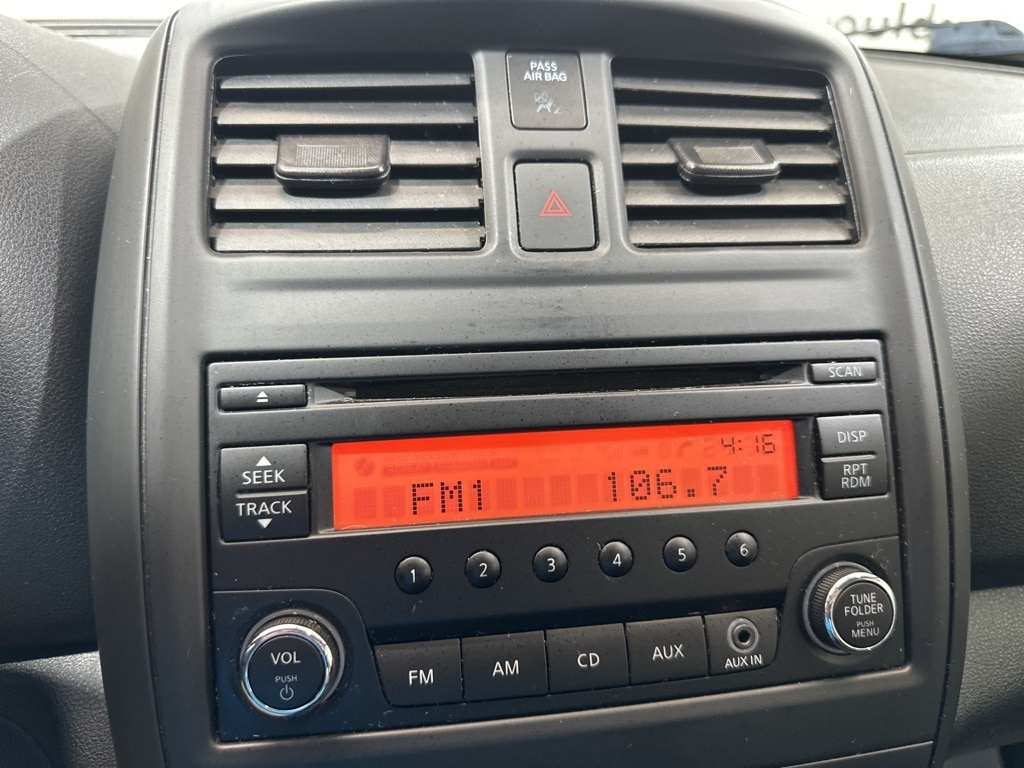 PASS
AIR BAG
SCAN
4:16
FM1 106.7
DISP
RPT
RDM
SEEK
TRACK
1 2 3 4 5 6
VOL
PUSH
FM AM CD AUX
AUX IN
TUNE
FOLDER
PUSH
MENU